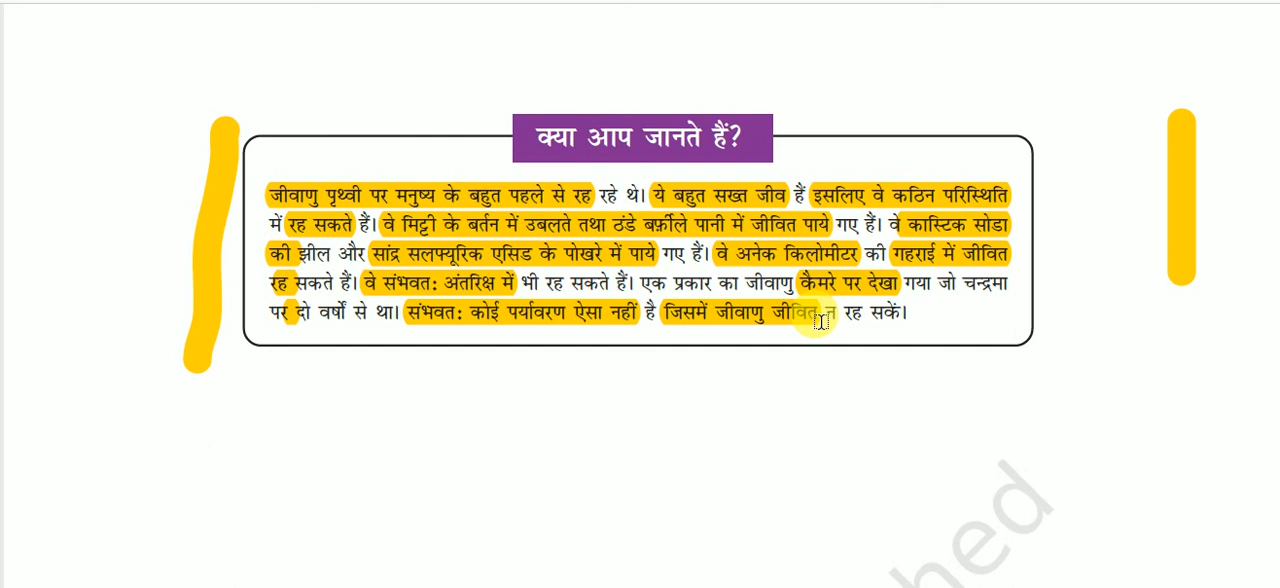 क्या आप जानते हैं?
जीवाणु पृथ्वी पर मनुष्य के बहुत पहले से रह रहे थे। ये बहुत सख्त जीव हैं इसलिए वे कठिन परिस्थिति
में रह सकते हैं। वे मिट्टी के बर्तन में उबलते तथा ठंडे बर्फ़ीले पानी में जीवित पाये गए हैं। वे कास्टिक सोडा
की झील और सांद्र सलफ्यूरिक एसिड के पोखरे में पाये गए हैं। वे अनेक किलोमीटर की गहराई में जीवित
रह सकते हैं। वे संभवत: अंतरिक्ष में भी रह सकते हैं। एक प्रकार का जीवाणु कैमरे पर देखा गया जो चन्द्रमा
पर दो वर्षों से था। संभवत: कोई पर्यावरण ऐसा नहीं है जिसमें जीवाणु जीवित न रह सकें।
hed